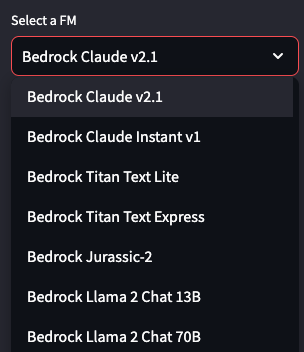 Select a FM
Bedrock Claude v2.1
Bedrock Claude v2.1
Bedrock Claude Instant v1
Bedrock Titan Text Lite
Bedrock Titan Text Express
Bedrock Jurassic-2
Bedrock Llama 2 Chat 13B
Bedrock Llama 2 Chat 70B